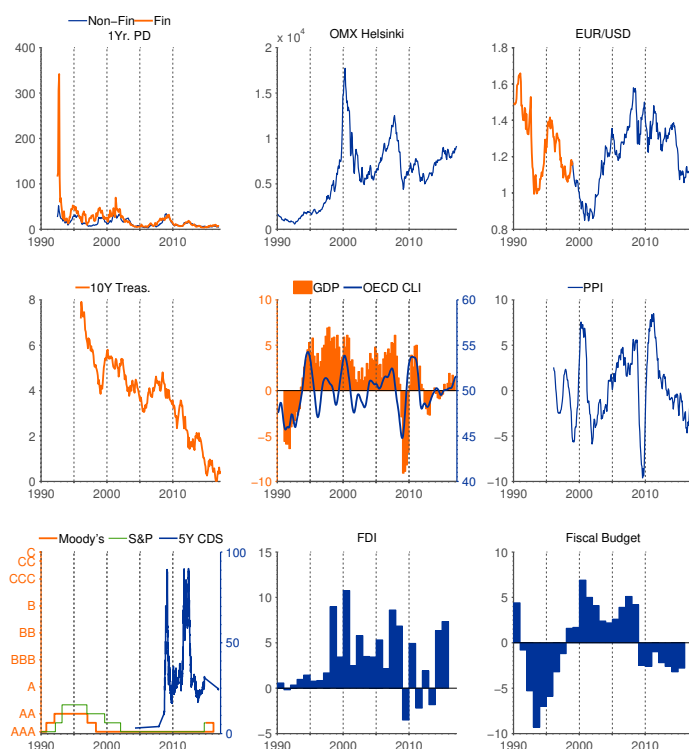 Non−Fin Fin
1Yr. PD
400
300
200
100
0
1990 2000 2010
OMX Helsinki
2 x 10^4
1.5
1
0.5
0
1990 2000 2010
EUR/USD
1.8
1.6
1.4
1.2
1
0.8
1990 2000 2010
10Y Treas.
8
6
4
2
0
1990 2000 2010
GDP OECD CLI
10 60
5 55
0 50
−5 45
−10 40
1990 2000 2010
PPI
10
5
0
−5
−10
1990 2000 2010
Moody's S&P 5Y CDS
C 100
CC
CCC
B
BB 50
BBB
A
AA
AAA 0
1990 2000 2010
FDI
15
10
5
0
−5
1990 2000 2010
Fiscal Budget
10
5
0
−5
−10
1990 2000 2010